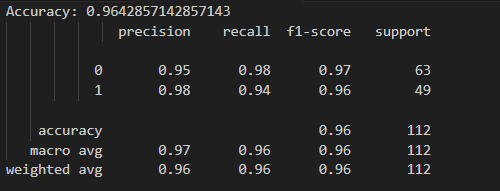 Accuracy: 0.9642857142857143
precision recall f1-score support
0 0.95 0.98 0.97 63
1 0.98 0.94 0.96 49
accuracy 0.96 112
macro avg 0.97 0.96 0.96 112
weighted avg 0.96 0.96 0.96 112